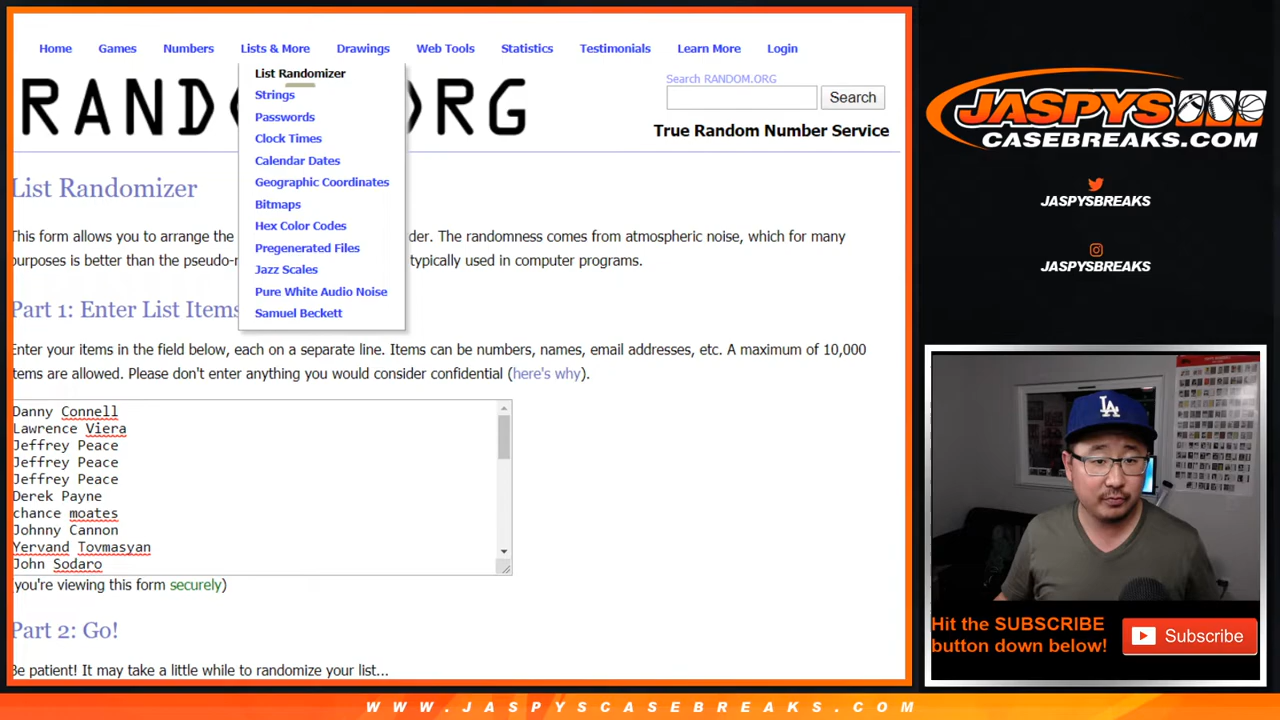 Home Games Numbers Lists & More Drawings Web Tools Statistics Testimonials Learn More Login
List Randomizer
Strings
Passwords
Clock Times
Calendar Dates
Geographic Coordinates
Bitmaps
Hex Color Codes
Pregenerated Files
Jazz Scales
Pure White Audio Noise
Samuel Beckett
Search RANDOM.ORG
Search
True Random Number Service
List Randomizer
This form allows you to arrange the der. The randomness comes from atmospheric noise, which for many
purposes is better than the pseudo-r typically used in computer programs.
Part 1: Enter List Items
Enter your items in the field below, each on a separate line. Items can be numbers, names, email addresses, etc. A maximum of 10,000
items are allowed. Please don't enter anything you would consider confidential (here's why).
Danny Connell
Lawrence Viera
Jeffrey Peace
Jeffrey Peace
Jeffrey Peace
Derek Payne
chance moates
Johnny Cannon
Yervand Tovmasyan
John Sodaro
(you're viewing this form securely)
Part 2: Go!
Be patient! It may take a little while to randomize your list...
JASPYS
CASEBREAKS.COM
JASPYSBREAKS
JASPYSBREAKS
LA
Hit the SUBSCRIBE
button down below!
Subscribe
WWW.JASPYSCASEBREAKS.COM